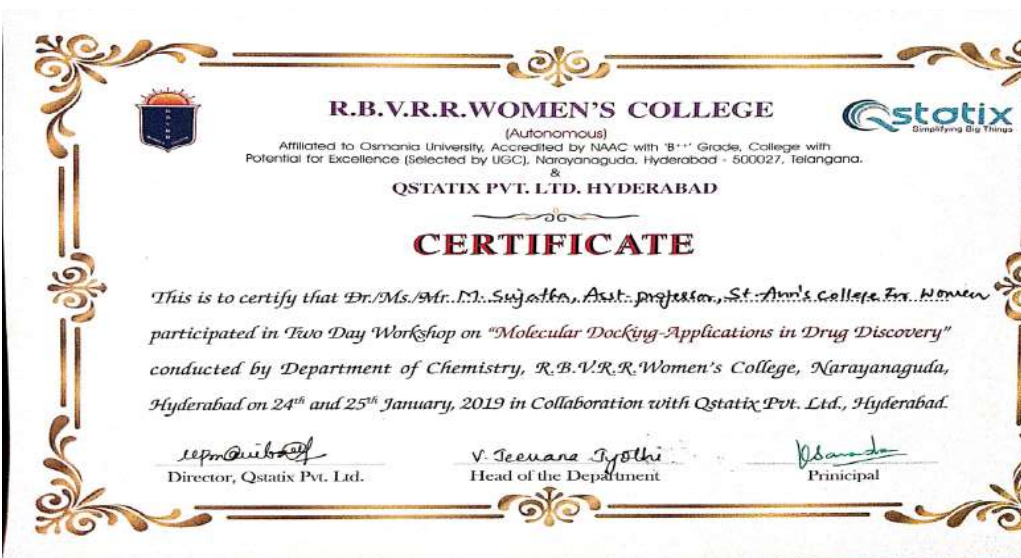 R.B.V.R.R.WOMEN'S COLLEGE
Qstatix
Simplifying Big Things
(Autonomous)
Affiliated to Osmania University, Accredited by NAAC with 'B++' Grade, College with
Potential for Excellence (Selected by UGC), Narayanaguda, Hyderabad - 500027, Telangana.
&
QSTATIX PVT. LTD. HYDERABAD
CERTIFICATE
This is to certify that Dr./Ms./Mr. M. Sujatha, Asst. professor, St. Ann's College For Women
participated in Two Day Workshop on "Molecular Docking-Applications in Drug Discovery"
conducted by Department of Chemistry, R.B.V.R.R.Women's College, Narayanaguda,
Hyderabad on 24th and 25th January, 2019 in Collaboration with Qstatix Pvt. Ltd., Hyderabad.
V. Jeevana Jyothi
Director, Qstatix Pvt. Ltd.
Head of the Department
Prinicipal